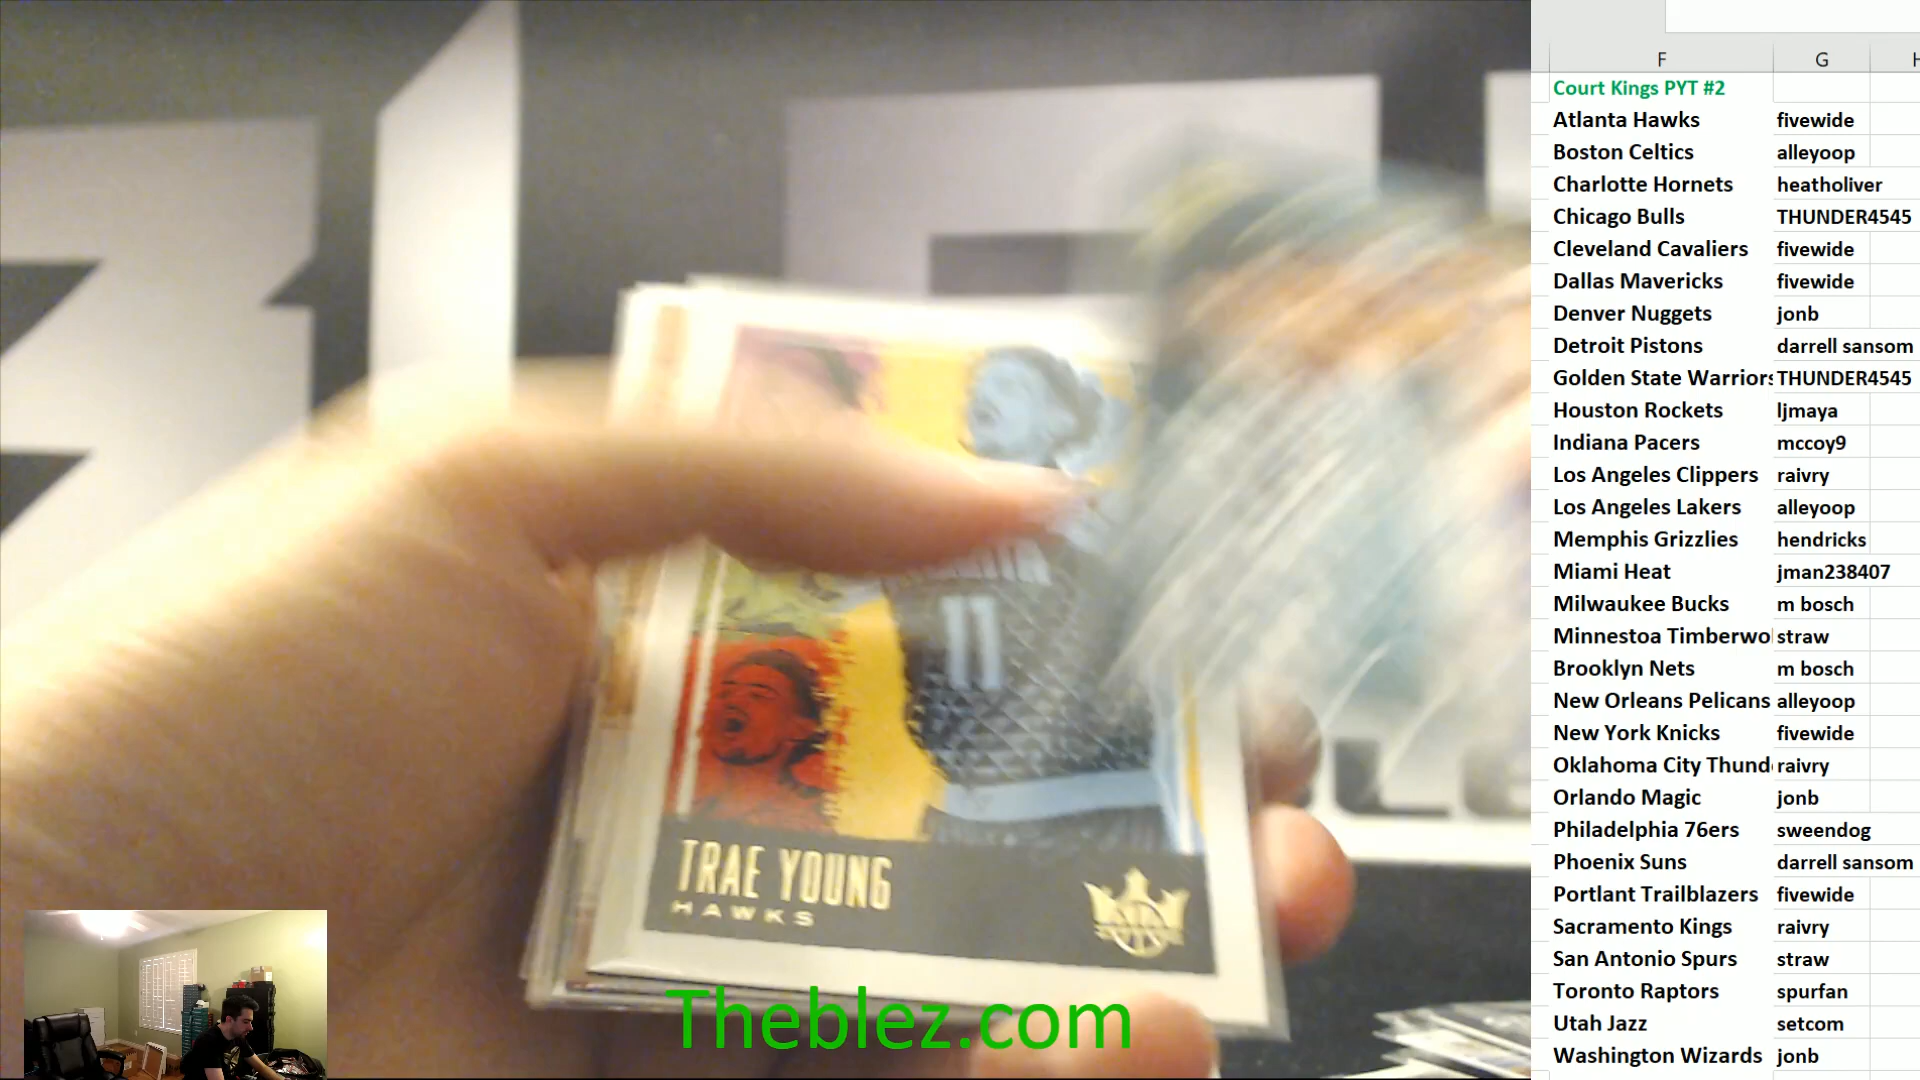 F G H
Court Kings PYT #2
Atlanta Hawks fivewide
Boston Celtics alleyoop
Charlotte Hornets heatholiver
Chicago Bulls THUNDER4545
Cleveland Cavaliers fivewide
Dallas Mavericks fivewide
Denver Nuggets jonb
Detroit Pistons darrell sansom
Golden State Warriors THUNDER4545
Houston Rockets ljmaya
Indiana Pacers mccoy9
Los Angeles Clippers raivry
Los Angeles Lakers alleyoop
Memphis Grizzlies hendricks
Miami Heat jman238407
Milwaukee Bucks m bosch
Minnestoa Timberwol straw
Brooklyn Nets m bosch
New Orleans Pelicans alleyoop
New York Knicks fivewide
Oklahoma City Thund raivry
Orlando Magic jonb
Philadelphia 76ers sweendog
Phoenix Suns darrell sansom
Portlant Trailblazers fivewide
Sacramento Kings raivry
San Antonio Spurs straw
Toronto Raptors spurfan
Utah Jazz setcom
Washington Wizards jonb
11
TRAE YOUNG
HAWKS
Theblez.com